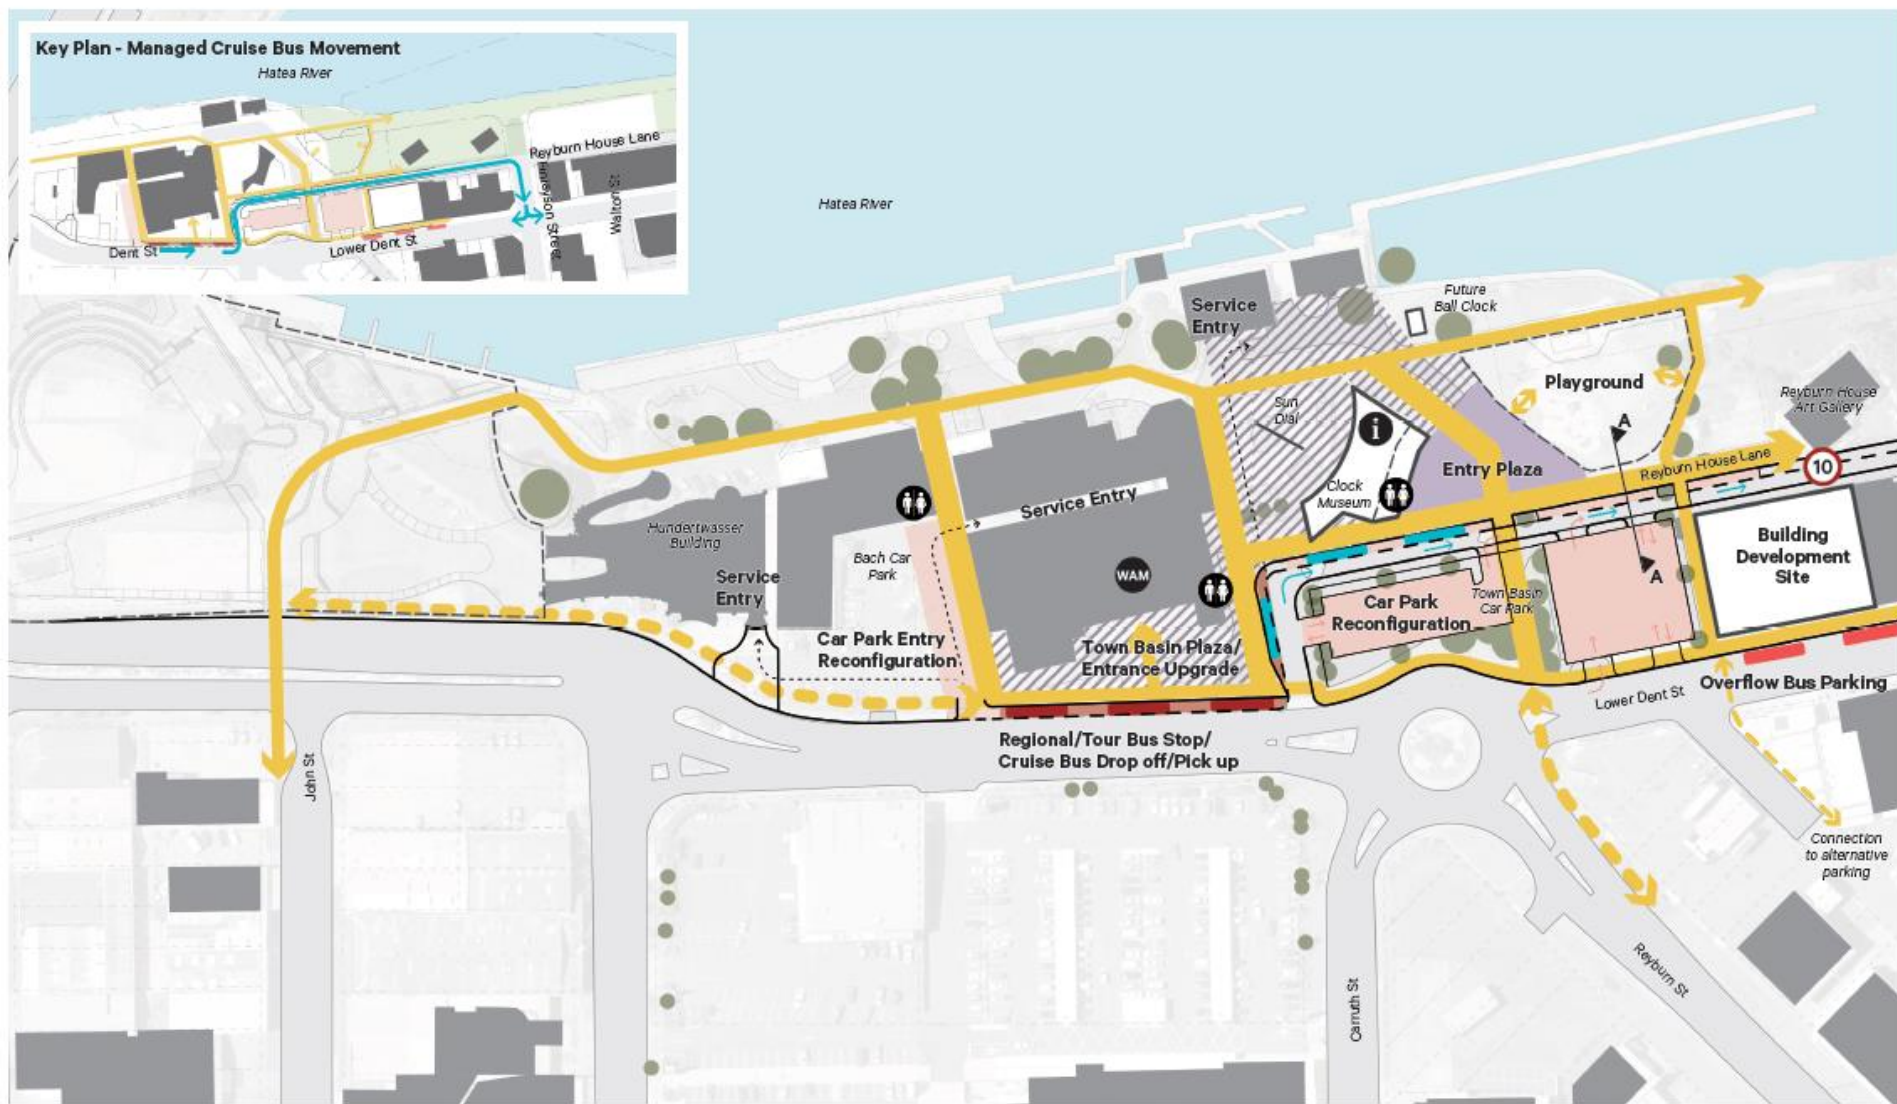 Key Plan - Managed Cruise Bus Movement
Hatea River
Reyburn House Lane
Walton St
Dent St
Lower Dent St
Hatea River
Service
Entry
Future
Ball Clock
Playground
A
Reyburn House
Art Gallery
Sun
Dial
i
Entry Plaza
Reyburn House Lane
10
Clock
Museum
Service Entry
Hundertwasser
Building
Bach Car
Park
Service
Entry
WAM
Building
Development
Site
A
Town Basin
Car Park
Car Park
Reconfiguration
Car Park Entry
Reconfiguration
Town Basin Plaza/
Entrance Upgrade
Overflow Bus Parking
Lower Dent St
Regional/Tour Bus Stop/
Cruise Bus Drop off/Pick up
John St
Connection
to alternative
parking
Reyburn St
Carruth St